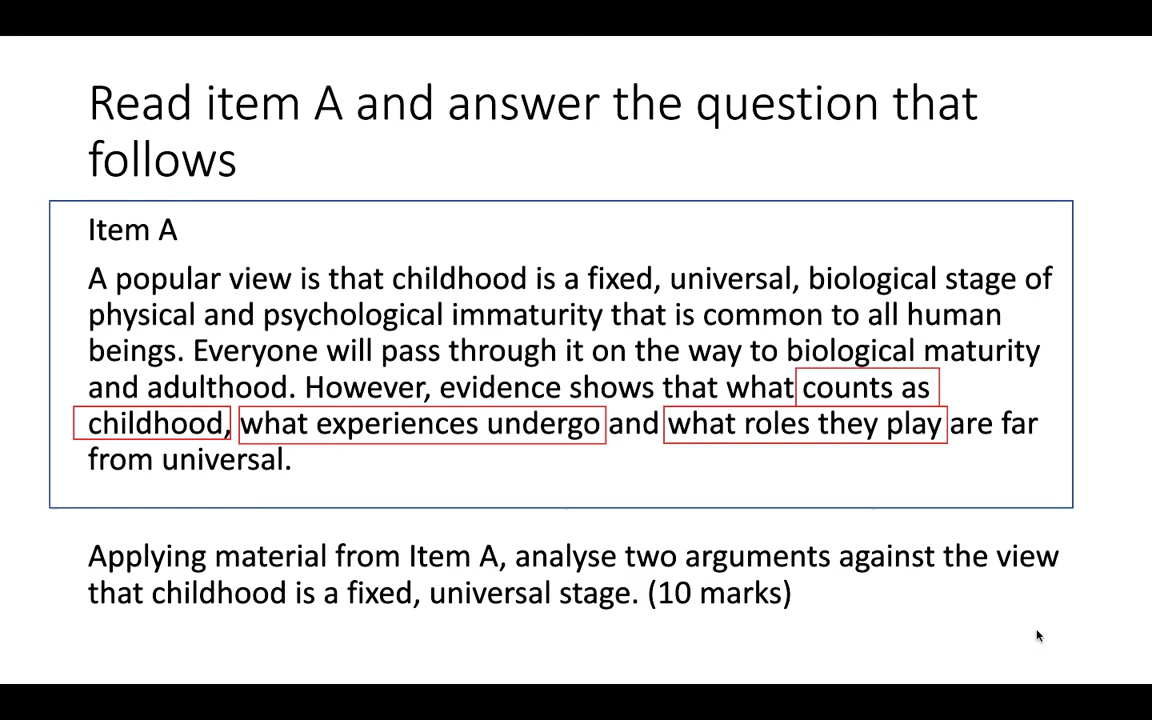 Read item A and answer the question that
follows
Item A
A popular view is that childhood is a fixed, universal, biological stage of
physical and psychological immaturity that is common to all human
beings. Everyone will pass through it on the way to biological maturity
and adulthood. However, evidence shows that what counts as
childhood, what experiences undergo and what roles they play are far
from universal.
Applying material from Item A, analyse two arguments against the view
that childhood is a fixed, universal stage. (10 marks)